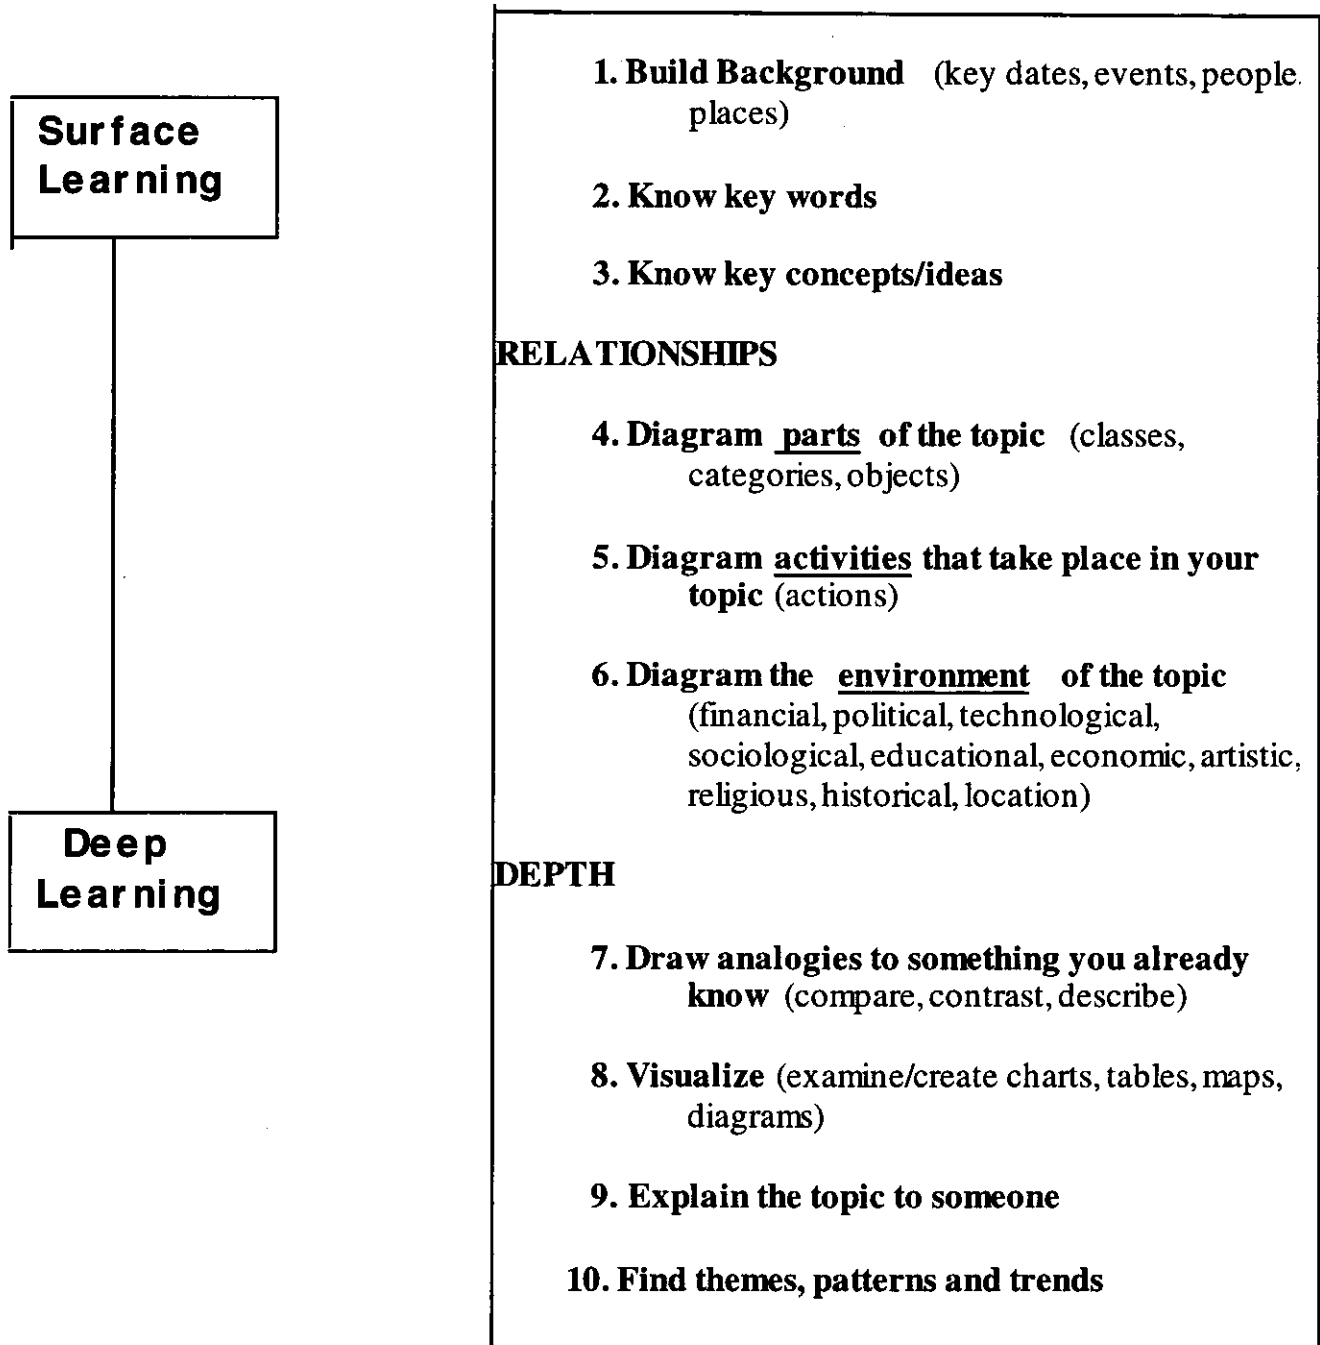 Surface
Learning
Deep
Learning
1. Build Background (key dates, events, people,
places)
2. Know key words
3. Know key concepts/ideas
RELATIONSHIPS
4. Diagram parts of the topic (classes,
categories, objects)
5. Diagram activities that take place in your
topic (actions)
6. Diagram the environment of the topic
(financial, political, technological,
sociological, educational, economic, artistic,
religious, historical, location)
DEPTH
7. Draw analogies to something you already
know (compare, contrast, describe)
8. Visualize (examine/create charts, tables, maps,
diagrams)
9. Explain the topic to someone
10. Find themes, patterns and trends